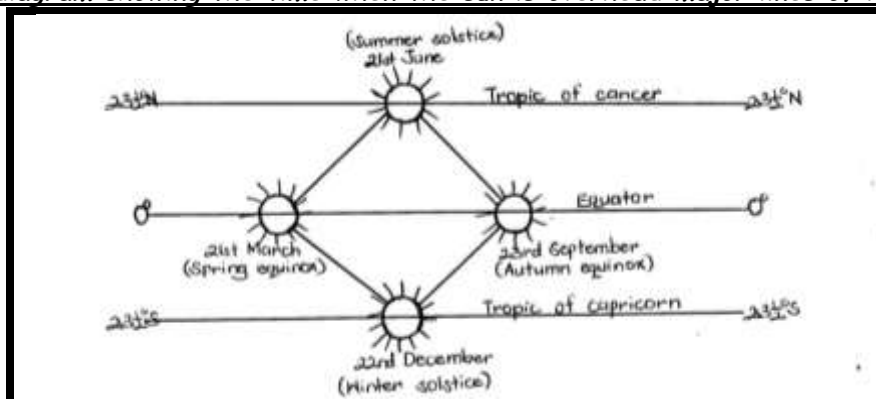 (Summer solstice)
21st June
23½°N Tropic of cancer 23½°N
0° Equator 0°
21st March
(Spring equinox)
23rd September
(Autumn equinox)
23½°S Tropic of capricorn 23½°S
22nd December
(Winter solstice)